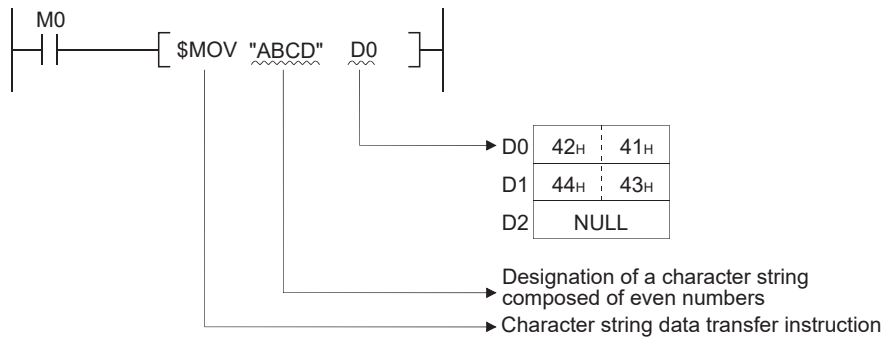 M0
$MOV "ABCD" D0
D0 42H 41H
D1 44H 43H
D2 NULL
Designation of a character string
composed of even numbers
Character string data transfer instruction